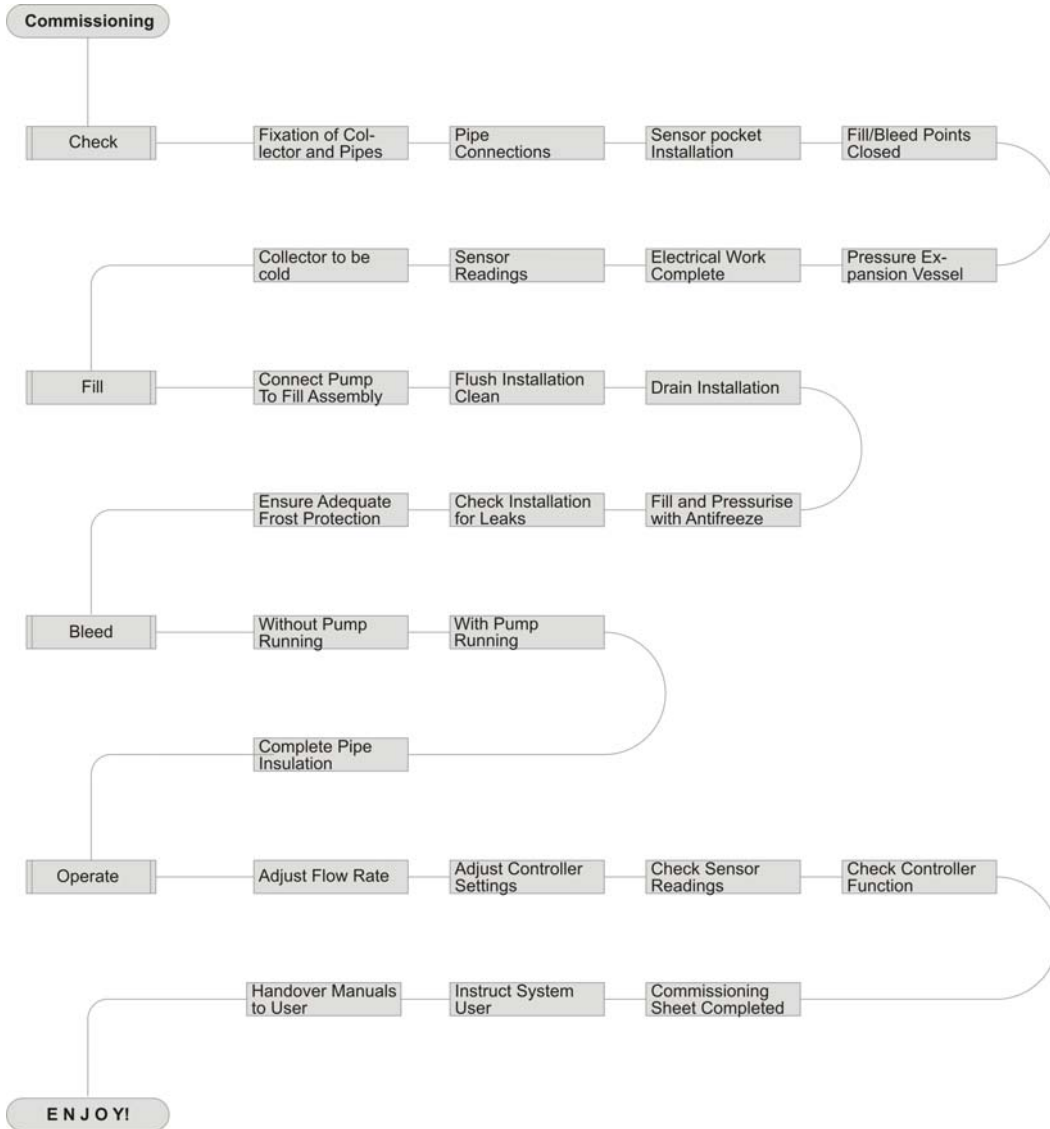 Commissioning
Check
Fixation of Col-
lector and Pipes
Pipe
Connections
Sensor pocket
Installation
Fill/Bleed Points
Closed
Collector to be
cold
Sensor
Readings
Electrical Work
Complete
Pressure Ex-
pansion Vessel
Fill
Connect Pump
To Fill Assembly
Flush Installation
Clean
Drain Installation
Ensure Adequate
Frost Protection
Check Installation
for Leaks
Fill and Pressurise
with Antifreeze
Bleed
Without Pump
Running
With Pump
Running
Complete Pipe
Insulation
Operate
Adjust Flow Rate
Adjust Controller
Settings
Check Sensor
Readings
Check Controller
Function
Handover Manuals
to User
Instruct System
User
Commissioning
Sheet Completed
E N J O Y!